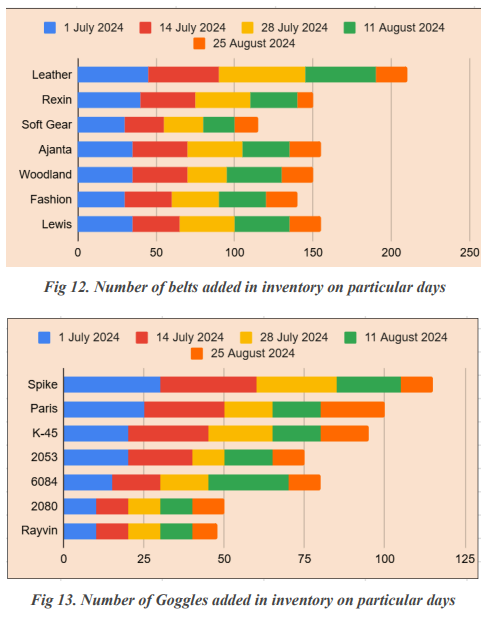 1 July 2024 14 July 2024 28 July 2024 11 August 2024
25 August 2024
Leather
Rexin
Soft Gear
Ajanta
Woodland
Fashion
Lewis
0 50 100 150 200 250
Fig 12. Number of belts added in inventory on particular days
1 July 2024 14 July 2024 28 July 2024 11 August 2024
25 August 2024
Spike
Paris
K-45
2053
6084
2080
Rayvin
0 25 50 75 100 125
Fig 13. Number of Goggles added in inventory on particular days